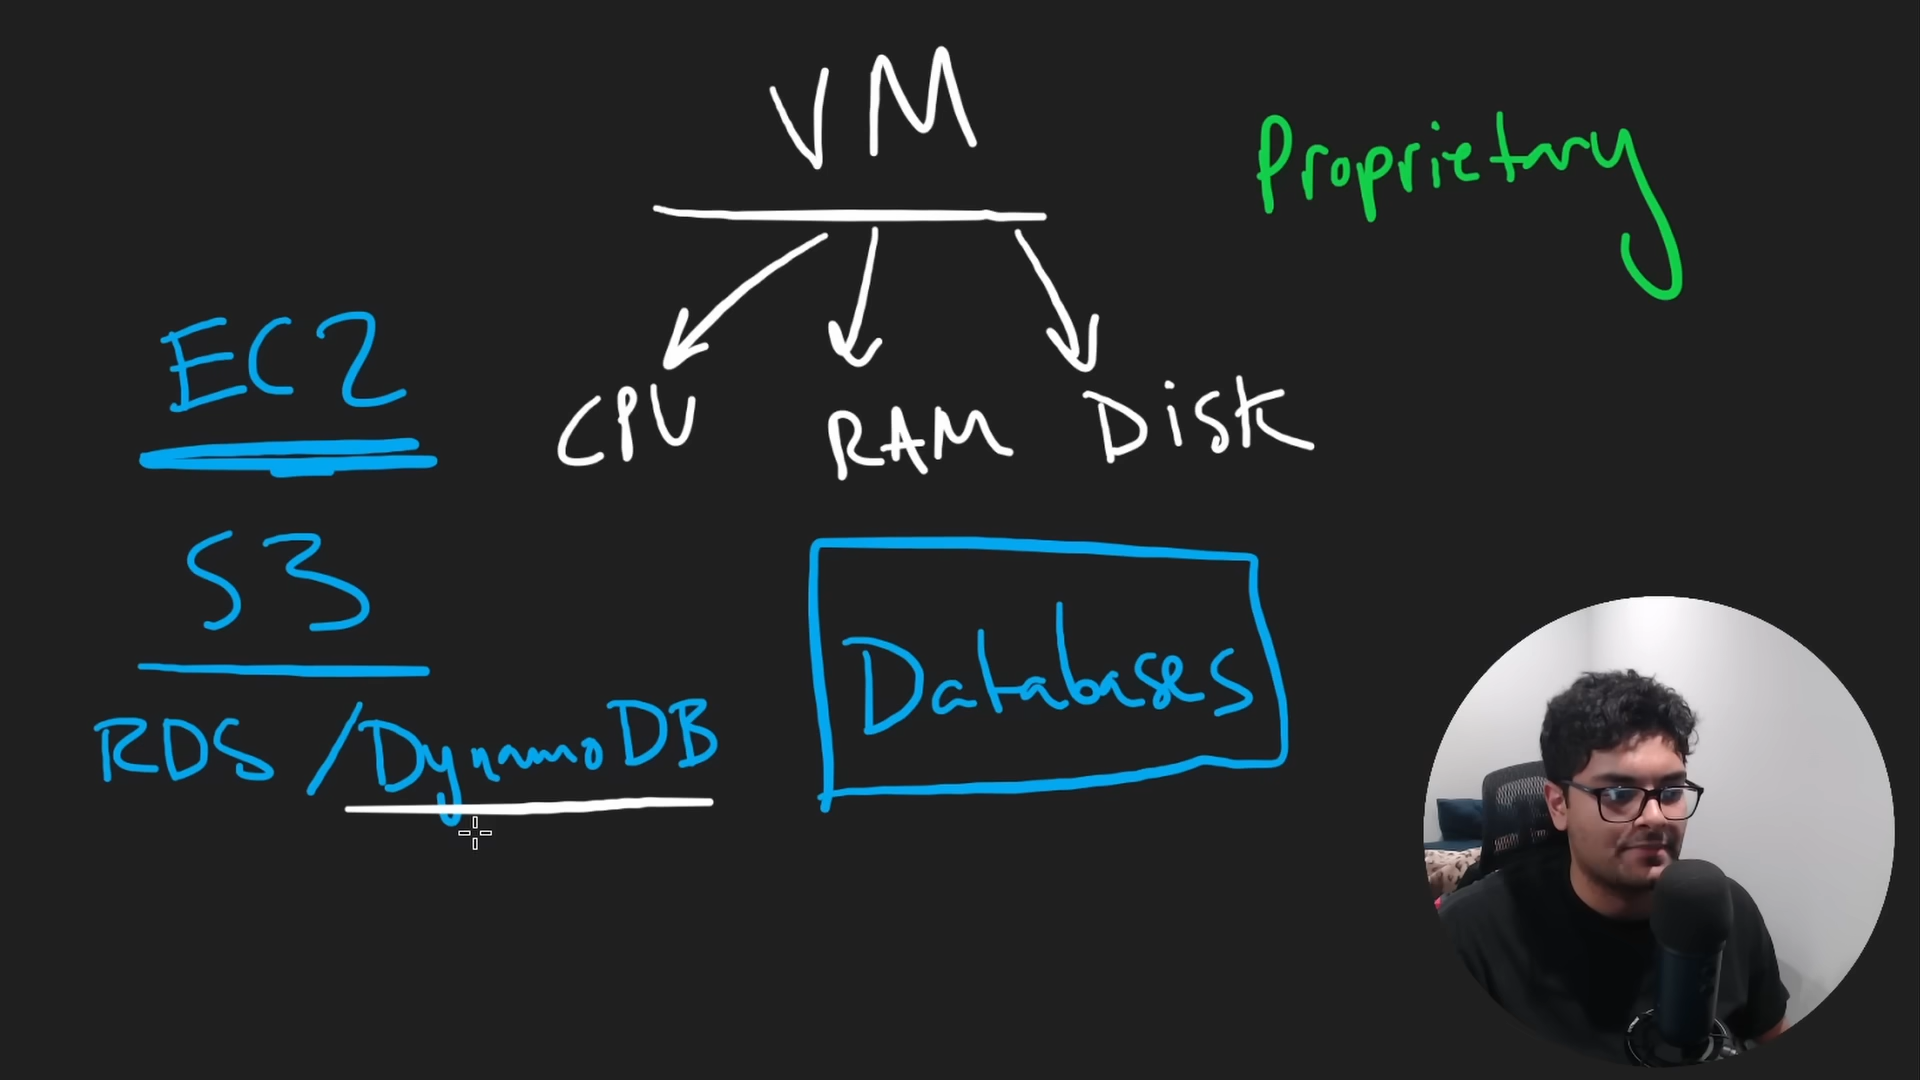 VM
Proprietary
EC2
CPU RAM Disk
S3
Databases
RDS / DynamoDB